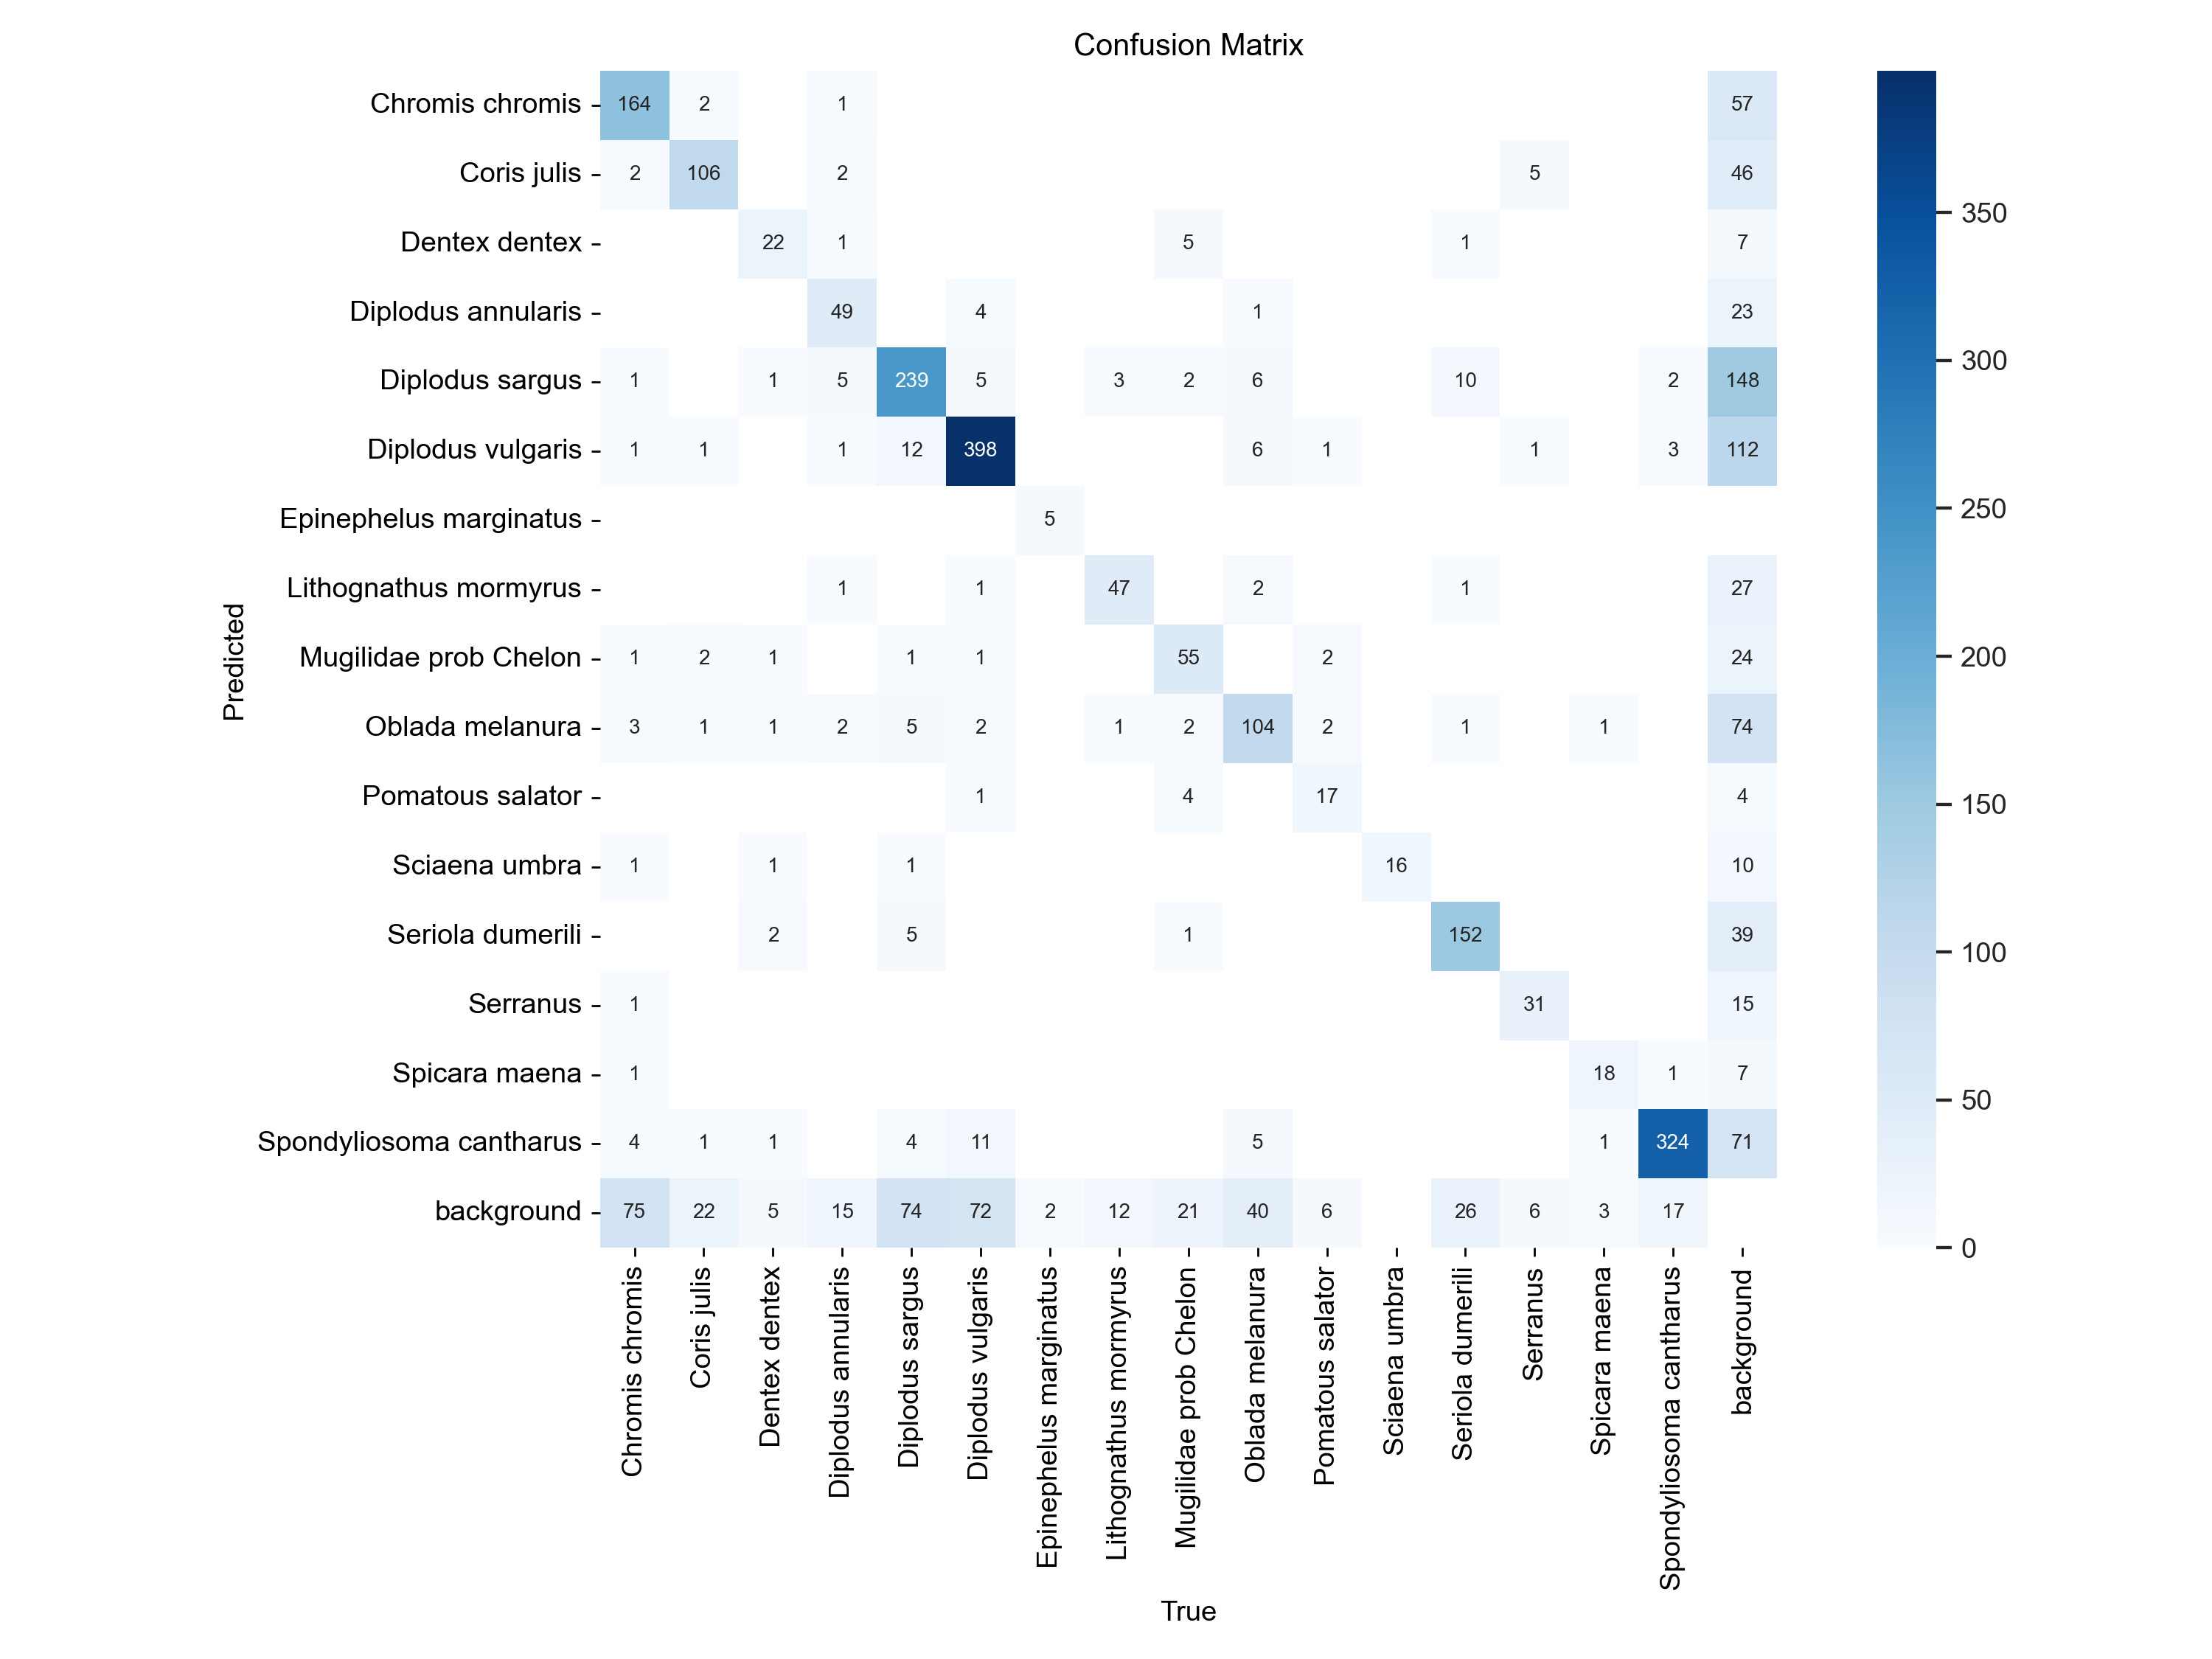 Confusion Matrix
Chromis chromis 164 2 1 57
Coris julis 2 106 2 5 46
Dentex dentex 22 1 5 1 7
Diplodus annularis 49 4 1 23
Diplodus sargus 1 1 5 239 5 3 2 6 10 2 148
Diplodus vulgaris 1 1 1 12 398 6 1 1 3 112
Epinephelus marginatus 5
Lithognathus mormyrus 1 1 47 2 1 27
Mugilidae prob Chelon 1 2 1 1 1 55 2 24
Oblada melanura 3 1 1 2 5 2 1 2 104 2 1 1 74
Pomatous salator 1 4 17 4
Sciaena umbra 1 1 1 16 10
Seriola dumerili 2 5 1 152 39
Serranus 1 31 15
Spicara maena 1 18 1 7
Spondyliosoma cantharus 4 1 1 4 11 5 1 324 71
background 75 22 5 15 74 72 2 12 21 40 6 26 6 3 17
Predicted
Chromis chromis
Coris julis
Dentex dentex
Diplodus annularis
Diplodus sargus
Diplodus vulgaris
Epinephelus marginatus
Lithognathus mormyrus
Mugilidae prob Chelon
Oblada melanura
Pomatous salator
Sciaena umbra
Seriola dumerili
Serranus
Spicara maena
Spondyliosoma cantharus
background
True
350
300
250
200
150
100
50
0